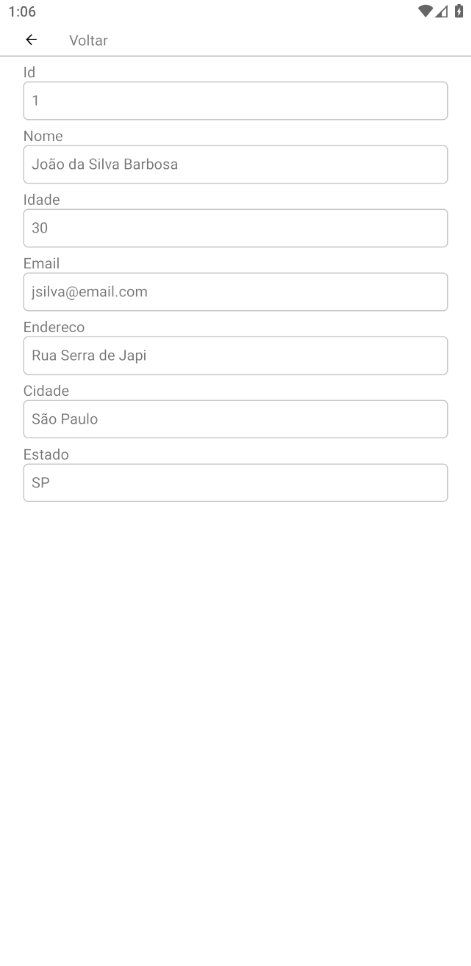 1:06
Voltar
Id
1
Nome
João da Silva Barbosa
Idade
30
Email
jsilva@email.com
Endereco
Rua Serra de Japi
Cidade
São Paulo
Estado
SP